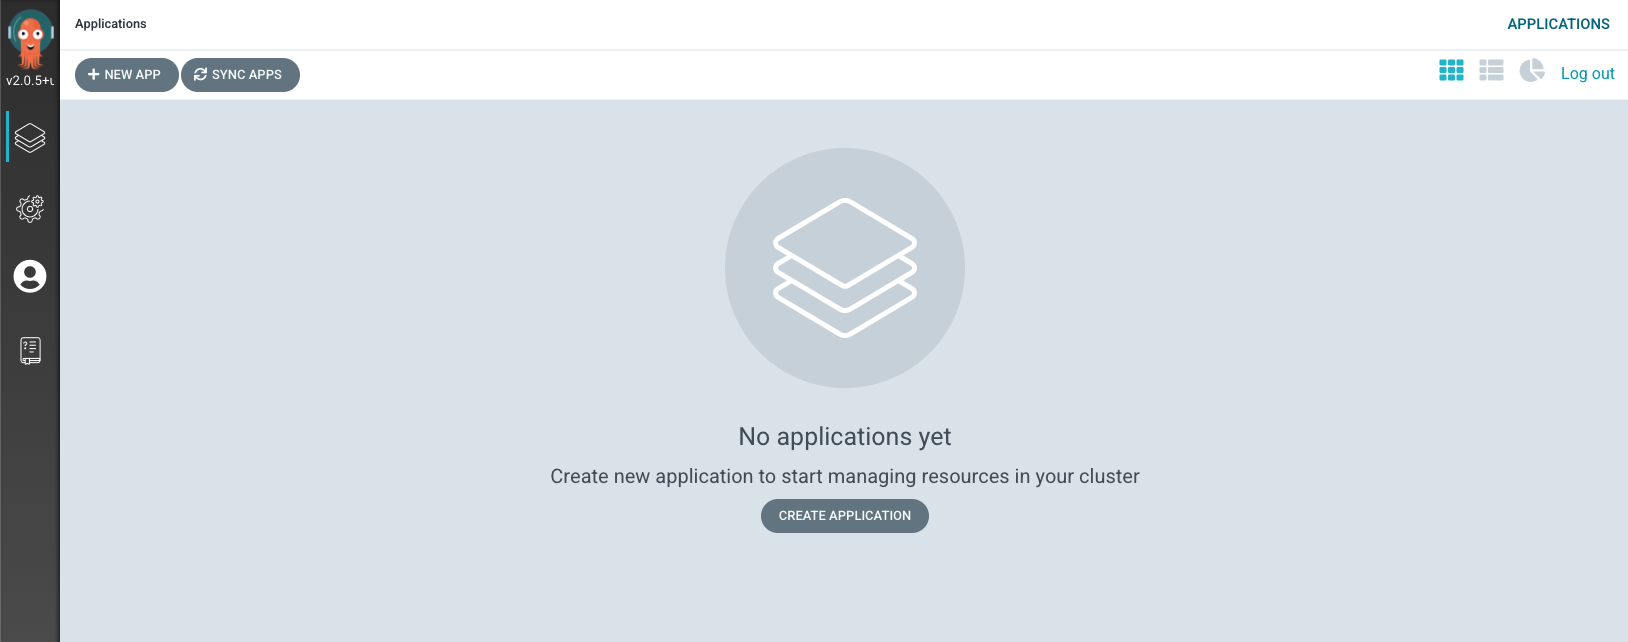 Applications
APPLICATIONS
v2.0.5+u
NEW APP
SYNC APPS
Log out
No applications yet
Create new application to start managing resources in your cluster
CREATE APPLICATION